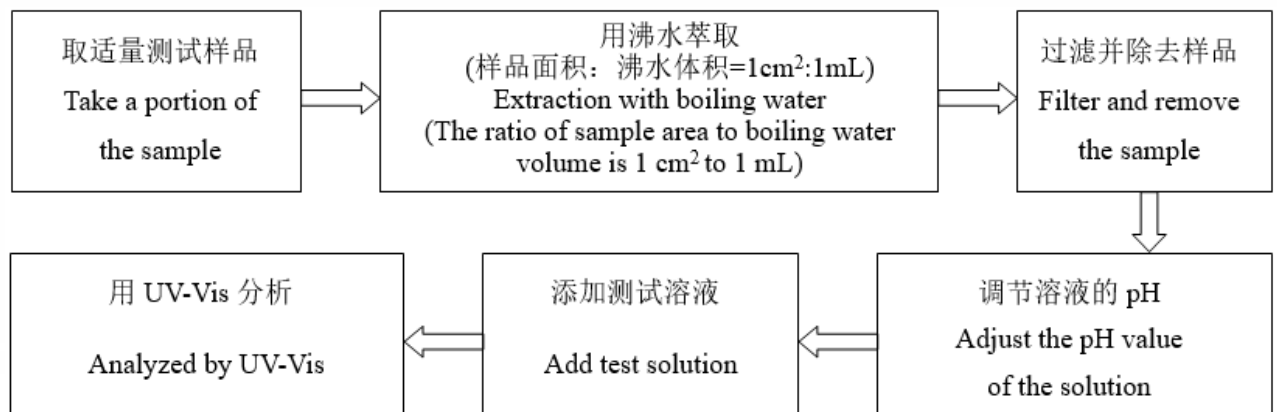 取适量测试样品
Take a portion of
the sample
用沸水萃取
(样品面积：沸水体积=1cm²:1mL)
Extraction with boiling water
(The ratio of sample area to boiling water
volume is 1 cm² to 1 mL)
过滤并除去样品
Filter and remove
the sample
调节溶液的 pH
Adjust the pH value
of the solution
添加测试溶液
Add test solution
用 UV-Vis 分析
Analyzed by UV-Vis